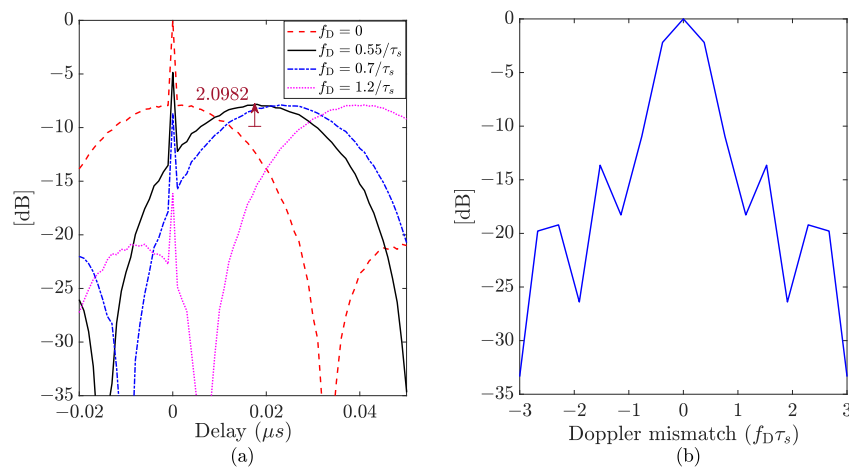 0
−5
−10
−15
−20
−25
−30
−35
[dB]
f_D = 0
f_D = 0.55/τ_s
f_D = 0.7/τ_s
f_D = 1.2/τ_s
2.0982
−0.02 0 0.02 0.04
Delay (μs)
(a)
0
−5
−10
−15
−20
−25
−30
−35
[dB]
−3 −2 −1 0 1 2 3
Doppler mismatch (f_Dτ_s)
(b)